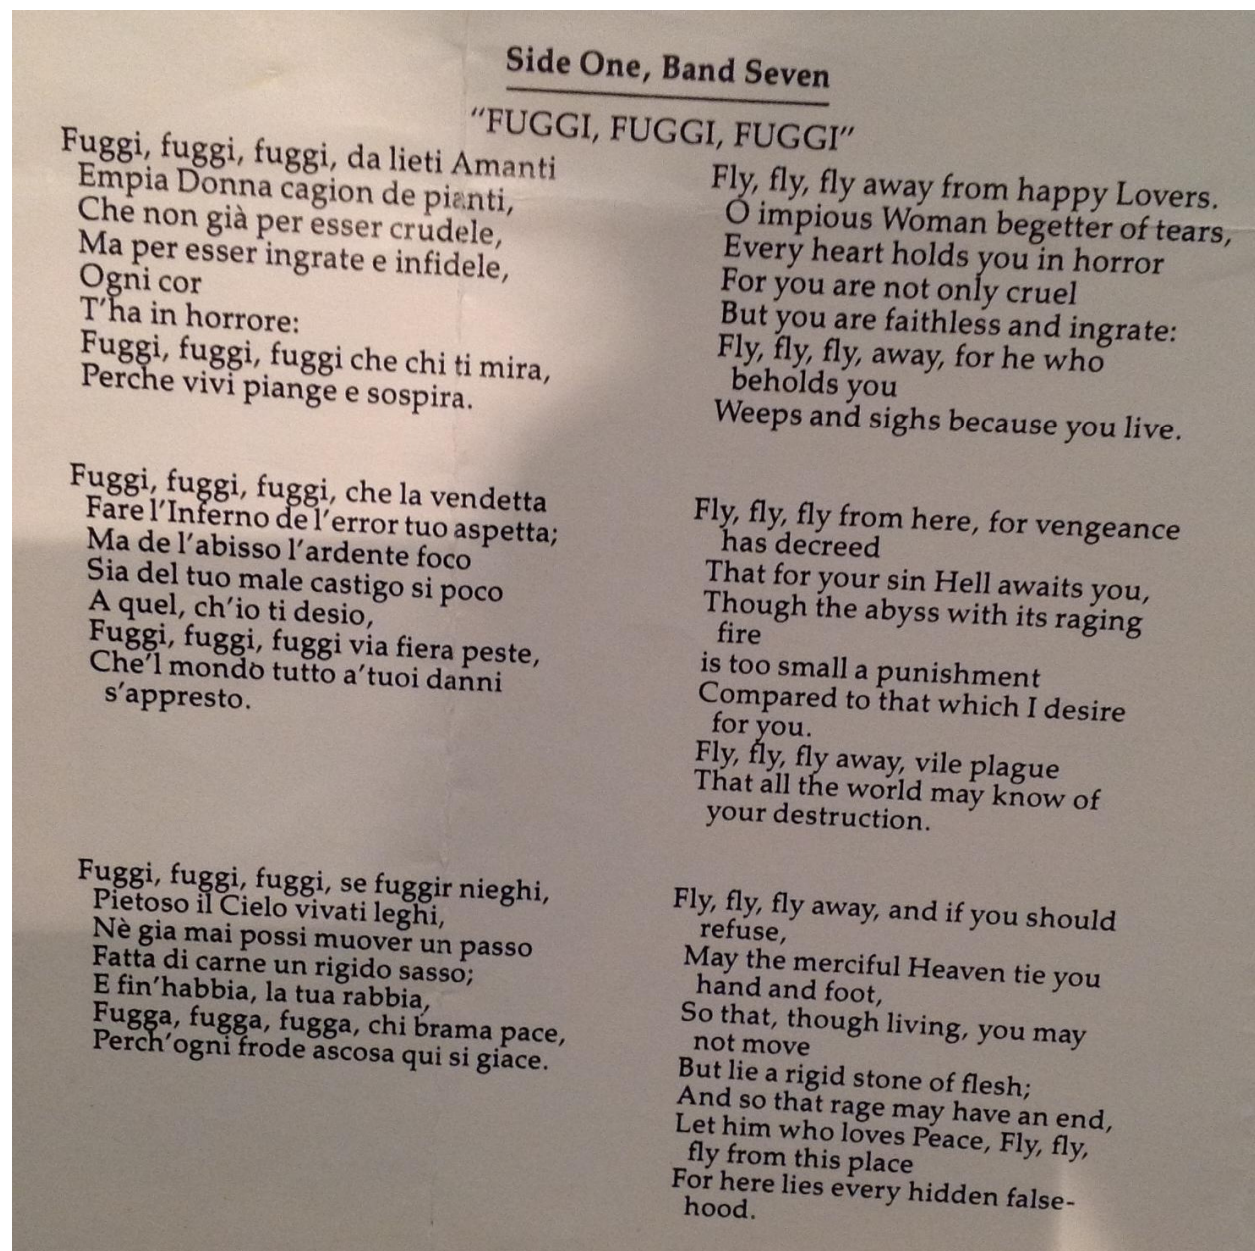 Side One, Band Seven
"FUGGI, FUGGI, FUGGI"
Fuggi, fuggi, fuggi, da lieti Amanti
Empia Donna cagion de pianti,
Che non già per esser crudele,
Ma per esser ingrate e infidele,
Ogni cor
T'ha in horrore:
Fuggi, fuggi, fuggi che chi ti mira,
Perche vivi piange e sospira.
Fuggi, fuggi, fuggi, che la vendetta
Fare l'Inferno de l'error tuo aspetta;
Ma de l'abisso l'ardente foco
Sia del tuo male castigo si poco
A quel, ch'io ti desio,
Fuggi, fuggi, fuggi via fiera peste,
Che'l mondo tutto a'tuoi danni
s'appresto.
Fuggi, fuggi, fuggi, se fuggir nieghi,
Pietoso il Cielo vivati leghi,
Nè gia mai possi muover un passo
Fatta di carne un rigido sasso;
E fin'habbia, la tua rabbia,
Fugga, fugga, fugga, chi brama pace,
Perch'ogni frode ascosa qui si giace.
Fly, fly, fly away from happy Lovers.
O impious Woman begetter of tears,
Every heart holds you in horror
For you are not only cruel
But you are faithless and ingrate:
Fly, fly, fly, away, for he who
beholds you
Weeps and sighs because you live.
Fly, fly, fly from here, for vengeance
has decreed
That for your sin Hell awaits you,
Though the abyss with its raging
fire
is too small a punishment
Compared to that which I desire
for you.
Fly, fly, fly away, vile plague
That all the world may know of
your destruction.
Fly, fly, fly away, and if you should
refuse,
May the merciful Heaven tie you
hand and foot,
So that, though living, you may
not move
But lie a rigid stone of flesh;
And so that rage may have an end,
Let him who loves Peace, Fly, fly,
fly from this place
For here lies every hidden false-
hood.